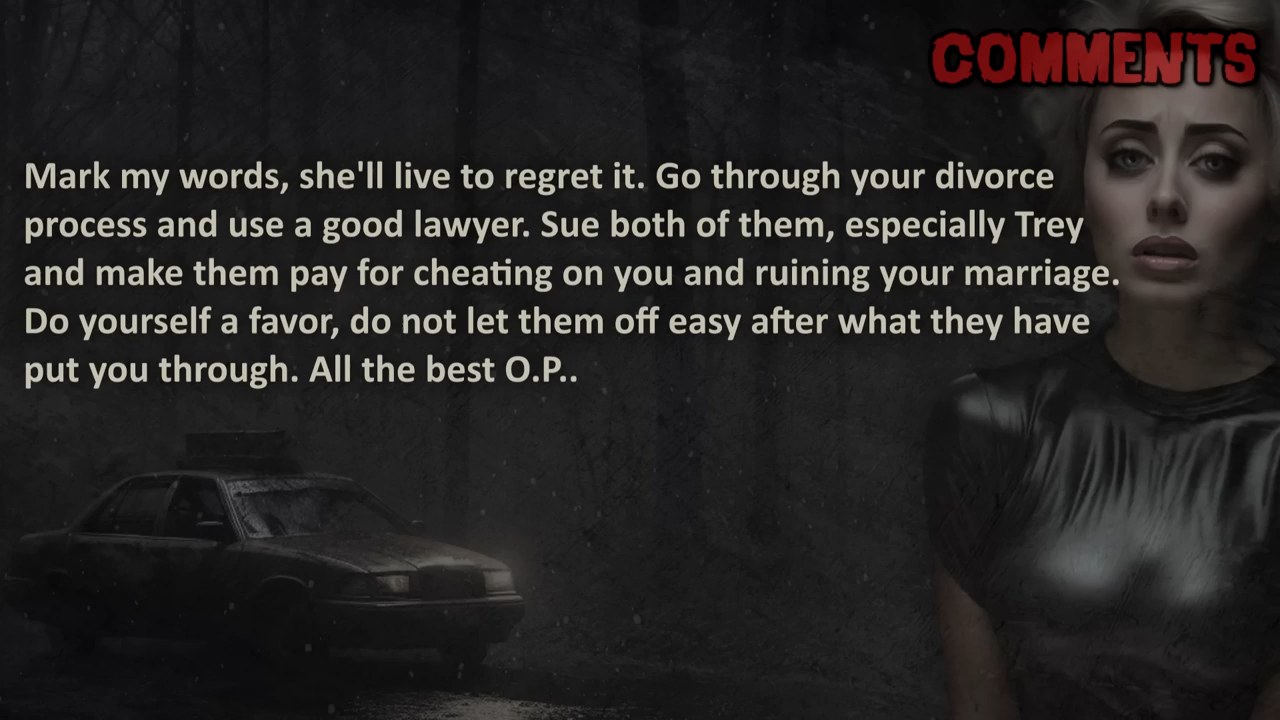 COMMENTS
Mark my words, she'll live to regret it. Go through your divorce
process and use a good lawyer. Sue both of them, especially Trey
and make them pay for cheating on you and ruining your marriage.
Do yourself a favor, do not let them off easy after what they have
put you through. All the best O.P..